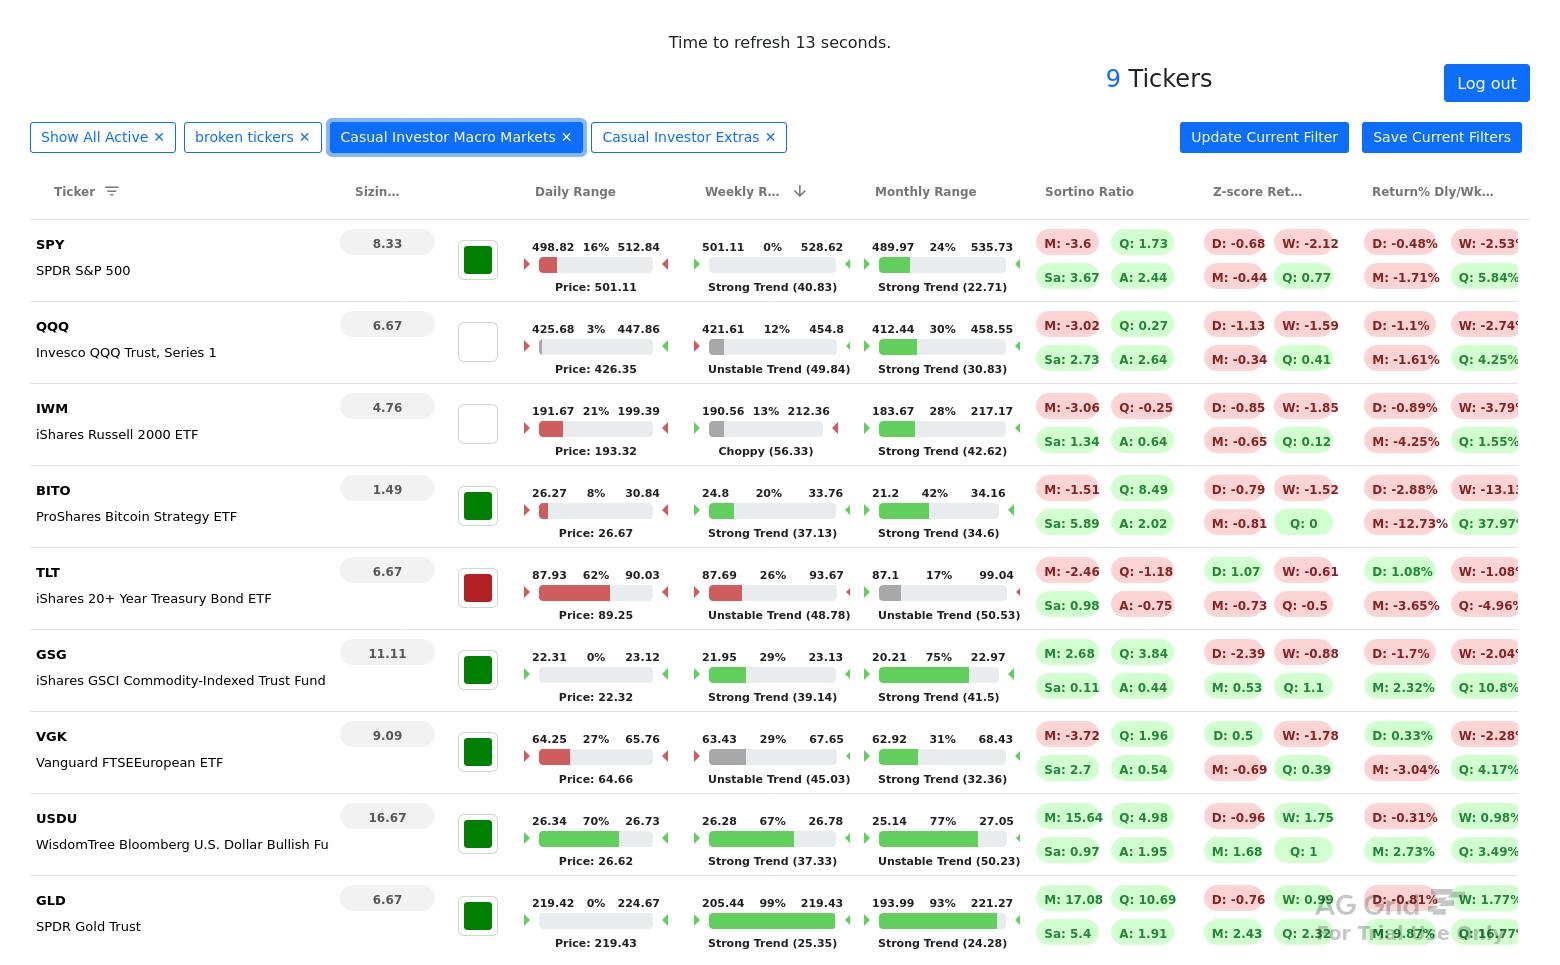 Time to refresh 13 seconds.
9 Tickers
Log out
Show All Active ✕ broken tickers ✕ Casual Investor Macro Markets ✕ Casual Investor Extras ✕ Update Current Filter Save Current Filters
Ticker Sizin... Daily Range Weekly R... Monthly Range Sortino Ratio Z-score Ret... Return% Dly/Wk...
SPY 8.33 498.82 16% 512.84 501.11 0% 528.62 489.97 24% 535.73 M: -3.6 Q: 1.73 D: -0.68 W: -2.12 D: -0.48% W: -2.53%
SPDR S&P 500 Sa: 3.67 A: 2.44 M: -0.44 Q: 0.77 M: -1.71% Q: 5.84%
Price: 501.11 Strong Trend (40.83) Strong Trend (22.71)
QQQ 6.67 425.68 3% 447.86 421.61 12% 454.8 412.44 30% 458.55 M: -3.02 Q: 0.27 D: -1.13 W: -1.59 D: -1.1% W: -2.74%
Invesco QQQ Trust, Series 1 Sa: 2.73 A: 2.64 M: -0.34 Q: 0.41 M: -1.61% Q: 4.25%
Price: 426.35 Unstable Trend (49.84) Strong Trend (30.83)
IWM 4.76 191.67 21% 199.39 190.56 13% 212.36 183.67 28% 217.17 M: -3.06 Q: -0.25 D: -0.85 W: -1.85 D: -0.89% W: -3.79%
iShares Russell 2000 ETF Sa: 1.34 A: 0.64 M: -0.65 Q: 0.12 M: -4.25% Q: 1.55%
Price: 193.32 Choppy (56.33) Strong Trend (42.62)
BITO 1.49 26.27 8% 30.84 24.8 20% 33.76 21.2 42% 34.16 M: -1.51 Q: 8.49 D: -0.79 W: -1.52 D: -2.88% W: -13.13
ProShares Bitcoin Strategy ETF Sa: 5.89 A: 2.02 M: -0.81 Q: 0 M: -12.73% Q: 37.97%
Price: 26.67 Strong Trend (37.13) Strong Trend (34.6)
TLT 6.67 87.93 62% 90.03 87.69 26% 93.67 87.1 17% 99.04 M: -2.46 Q: -1.18 D: 1.07 W: -0.61 D: 1.08% W: -1.08%
iShares 20+ Year Treasury Bond ETF Sa: 0.98 A: -0.75 M: -0.73 Q: -0.5 M: -3.65% Q: -4.96%
Price: 89.25 Unstable Trend (48.78) Unstable Trend (50.53)
GSG 11.11 22.31 0% 23.12 21.95 29% 23.13 20.21 75% 22.97 M: 2.68 Q: 3.84 D: -2.39 W: -0.88 D: -1.7% W: -2.04%
iShares GSCI Commodity-Indexed Trust Fund Sa: 0.11 A: 0.44 M: 0.53 Q: 1.1 M: 2.32% Q: 10.8%
Price: 22.32 Strong Trend (39.14) Strong Trend (41.5)
VGK 9.09 64.25 27% 65.76 63.43 29% 67.65 62.92 31% 68.43 M: -3.72 Q: 1.96 D: 0.5 W: -1.78 D: 0.33% W: -2.28%
Vanguard FTSEEuropean ETF Sa: 2.7 A: 0.54 M: -0.69 Q: 0.39 M: -3.04% Q: 4.17%
Price: 64.66 Unstable Trend (45.03) Strong Trend (32.36)
USDU 16.67 26.34 70% 26.73 26.28 67% 26.78 25.14 77% 27.05 M: 15.64 Q: 4.98 D: -0.96 W: 1.75 D: -0.31% W: 0.98%
WisdomTree Bloomberg U.S. Dollar Bullish Fu Sa: 0.97 A: 1.95 M: 1.68 Q: 1 M: 2.73% Q: 3.49%
Price: 26.62 Strong Trend (37.33) Unstable Trend (50.23)
GLD 6.67 219.42 0% 224.67 205.44 99% 219.43 193.99 93% 221.27 M: 17.08 Q: 10.69 D: -0.76 W: 0.99 D: -0.81% W: 1.77%
SPDR Gold Trust Sa: 5.4 A: 1.91 M: 2.43 Q: 2.32 M: 9.87% Q: 16.77%
Price: 219.43 Strong Trend (25.35) Strong Trend (24.28)
AG Grid
For Trial Use Only